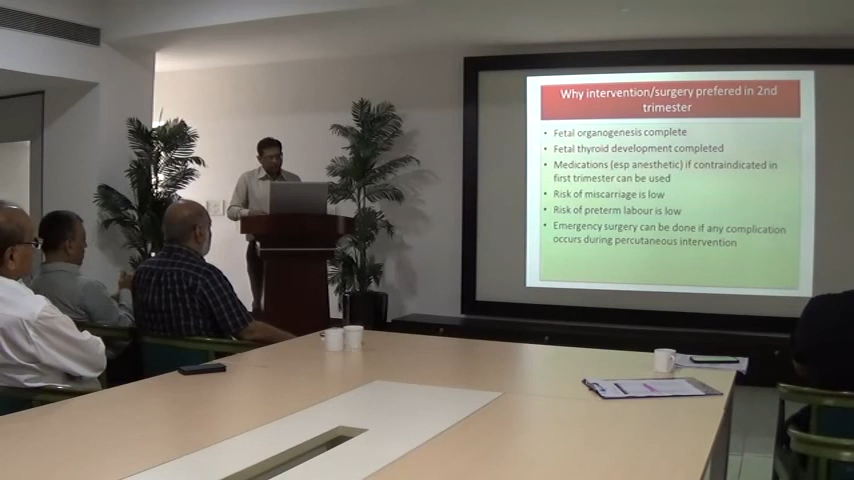 Why intervention/surgery prefered in 2nd
trimester
• Fetal organogenesis complete
• Fetal thyroid development completed
• Medications (esp anesthetic) if contraindicated in
first trimester can be used
• Risk of miscarriage is low
• Risk of preterm labour is low
• Emergency surgery can be done if any complication
occurs during percutaneous intervention